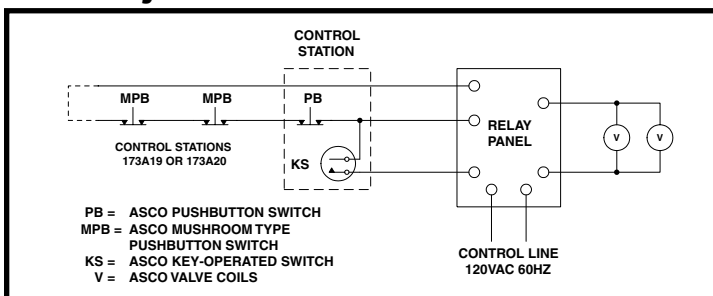 CONTROL
STATION
MPB
MPB
PB
RELAY
PANEL
V
V
CONTROL STATIONS
173A19 OR 173A20
KS
PB = ASCO PUSHBUTTON SWITCH
MPB = ASCO MUSHROOM TYPE
PUSHBUTTON SWITCH
KS = ASCO KEY-OPERATED SWITCH
V = ASCO VALVE COILS
CONTROL LINE
120VAC 60HZ